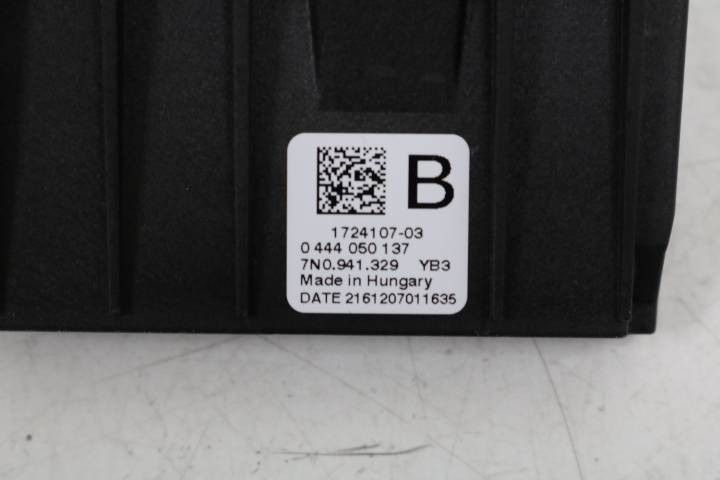 B
1724107-03
0 444 050 137
7N0.941.329 YB3
Made in Hungary
DATE 2161207011635